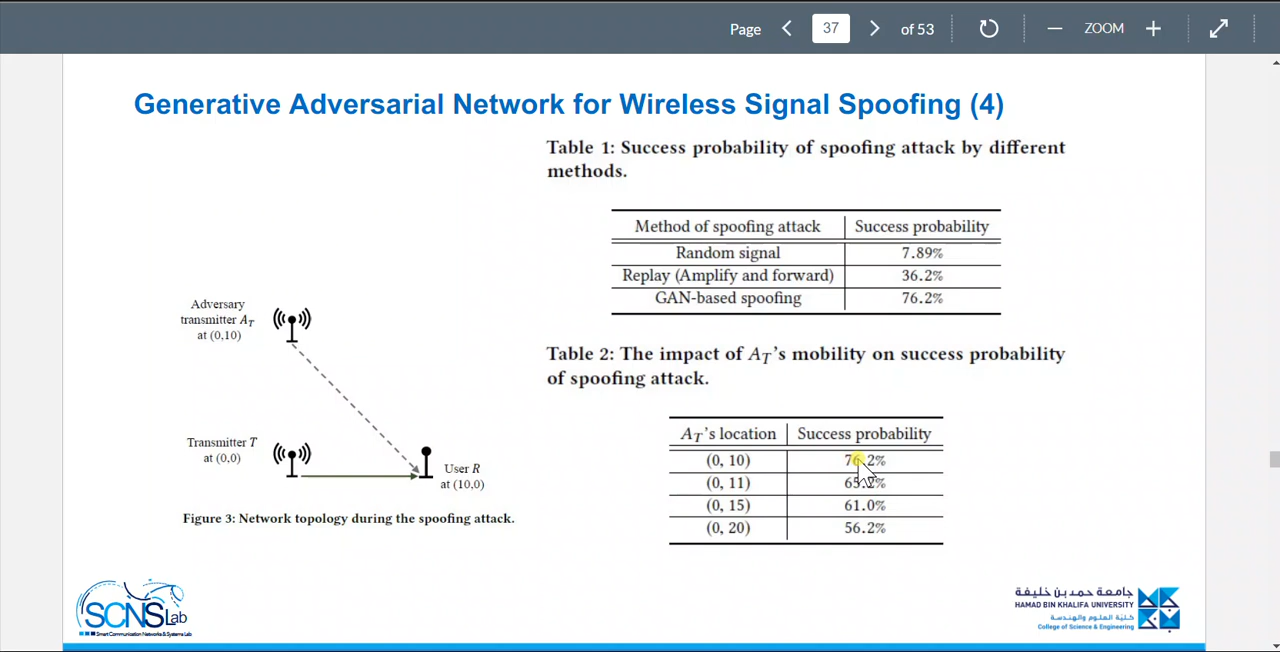 Page
37
of 53
ZOOM
Generative Adversarial Network for Wireless Signal Spoofing (4)
Table 1: Success probability of spoofing attack by different
methods.
Method of spoofing attack Success probability
Random signal 7.89%
Replay (Amplify and forward) 36.2%
GAN-based spoofing 76.2%
Adversary
transmitter A_T
at (0,10)
Transmitter T
at (0,0)
User R
at (10,0)
Figure 3: Network topology during the spoofing attack.
Table 2: The impact of A_T's mobility on success probability
of spoofing attack.
A_T's location Success probability
(0, 10) 76.2%
(0, 11) 65.2%
(0, 15) 61.0%
(0, 20) 56.2%
SCNS Lab
Smart Communication Networks & Systems Lab
جامعة حمد بن خليفة
HAMAD BIN KHALIFA UNIVERSITY
كلية العلوم والهندسة
College of Science & Engineering